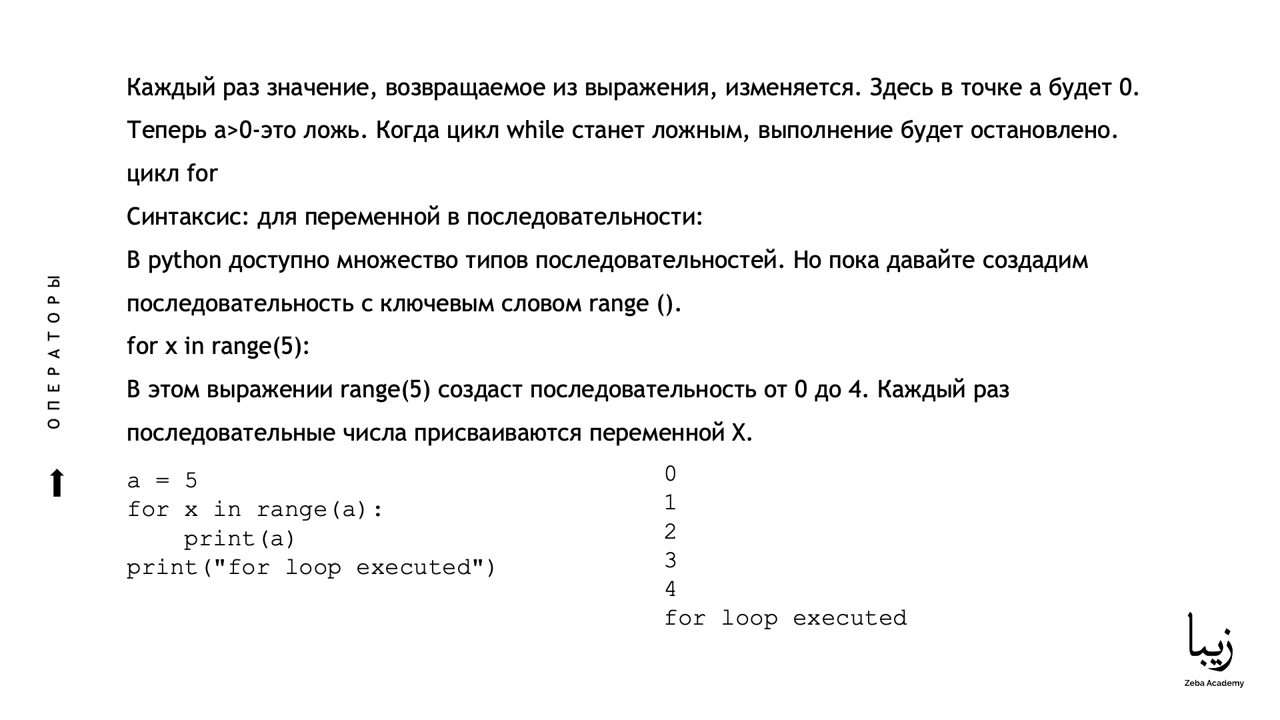 Каждый раз значение, возвращаемое из выражения, изменяется. Здесь в точке a будет 0.
Теперь a>0-это ложь. Когда цикл while станет ложным, выполнение будет остановлено.
цикл for
Синтаксис: для переменной в последовательности:
В python доступно множество типов последовательностей. Но пока давайте создадим
последовательность с ключевым словом range ().
for x in range(5):
В этом выражении range(5) создаст последовательность от 0 до 4. Каждый раз
последовательные числа присваиваются переменной X.
a = 5
for x in range(a):
    print(a)
print("for loop executed")
0
1
2
3
4
for loop executed
ОПЕРАТОРЫ
زيبا
Zeba Academy